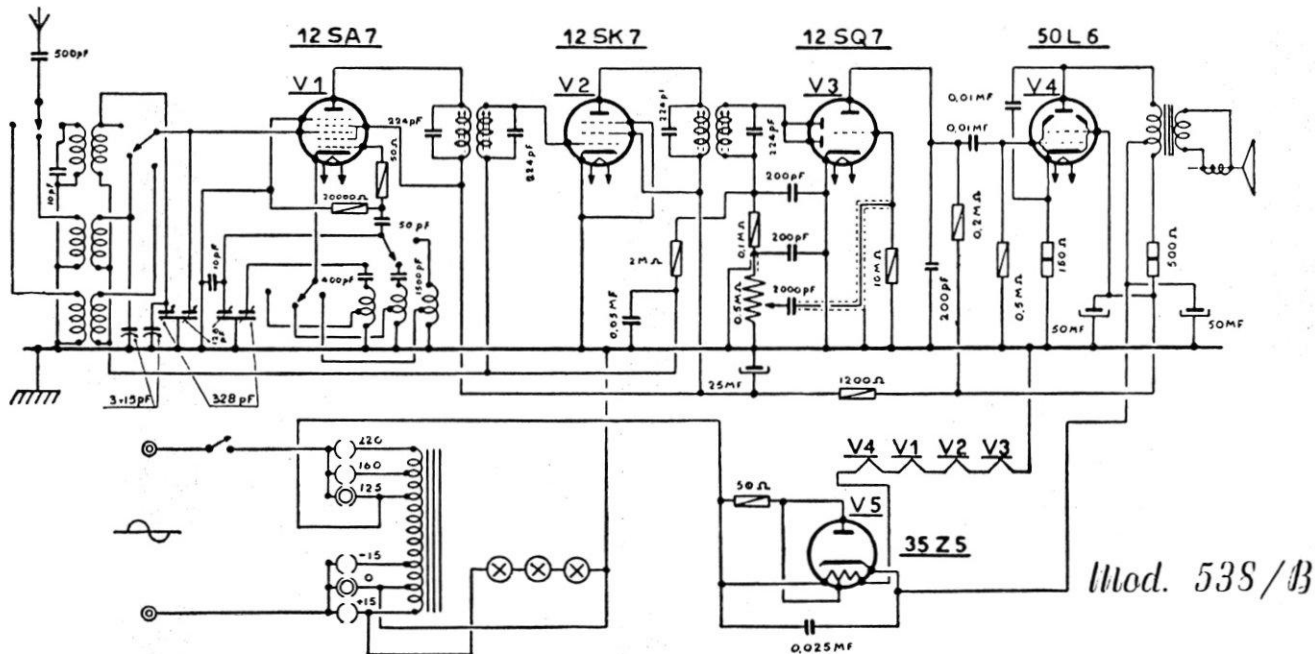 12SA7
12SK7
12SQ7
50L6
500pF
V1
V2
V3
V4
224pF
224pF
224pF
224pF
0,01MF
0,01MF
10pF
50Ω
20000Ω
50pF
10pF
400pF
1500pF
2MΩ
0,05MF
200pF
0,1MΩ
200pF
0,5MΩ
2000pF
10MΩ
200pF
0,2MΩ
0,5MΩ
160Ω
500Ω
50MF
50MF
25MF
1200Ω
3÷15pF
328pF
220
160
125
-15
0
+15
V4 V1 V2 V3
50Ω
V5
35Z5
0,025MF
Mod. 538/B